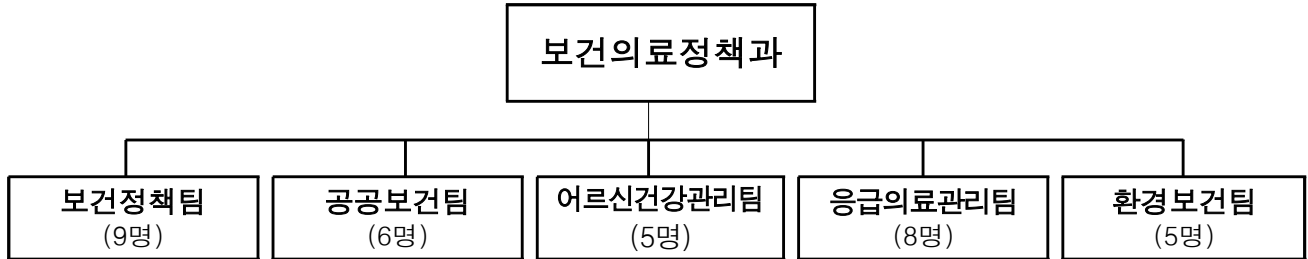 보건의료정책과
보건정책팀
(9명)
공공보건팀
(6명)
어르신건강관리팀
(5명)
응급의료관리팀
(8명)
환경보건팀
(5명)